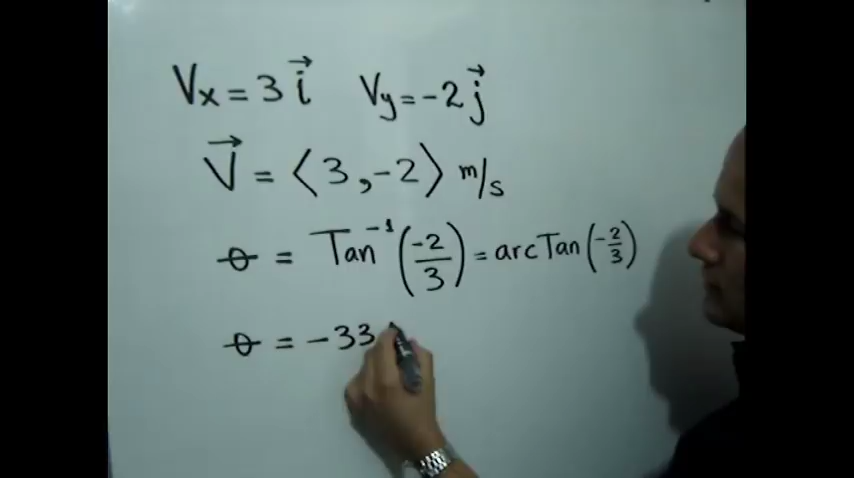 Vx = 3 i⃗ Vy = -2 j⃗
V⃗ = ⟨3, -2⟩ m/s
θ = Tan⁻¹(-2/3) = arcTan(-2/3)
θ = -33